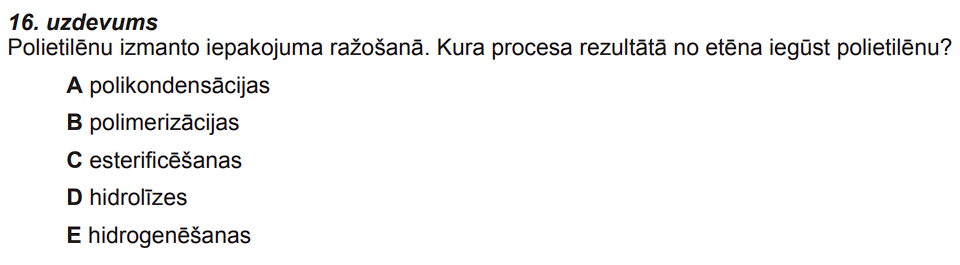 16. uzdevums
Polietilēnu izmanto iepakojuma ražošanā. Kura procesa rezultātā no etēna iegūst polietilēnu?
A polikondensācijas
B polimerizācijas
C esterificēšanas
D hidrolīzes
E hidrogenēšanas